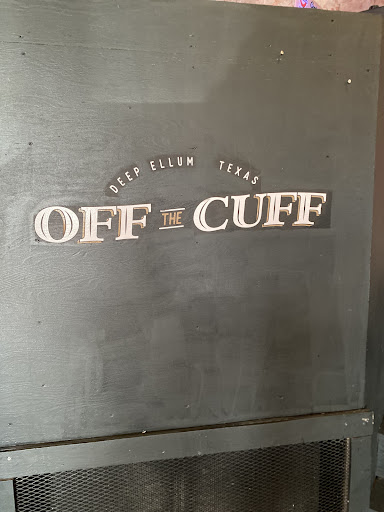 DEEP ELLUM TEXAS
OFF THE CUFF